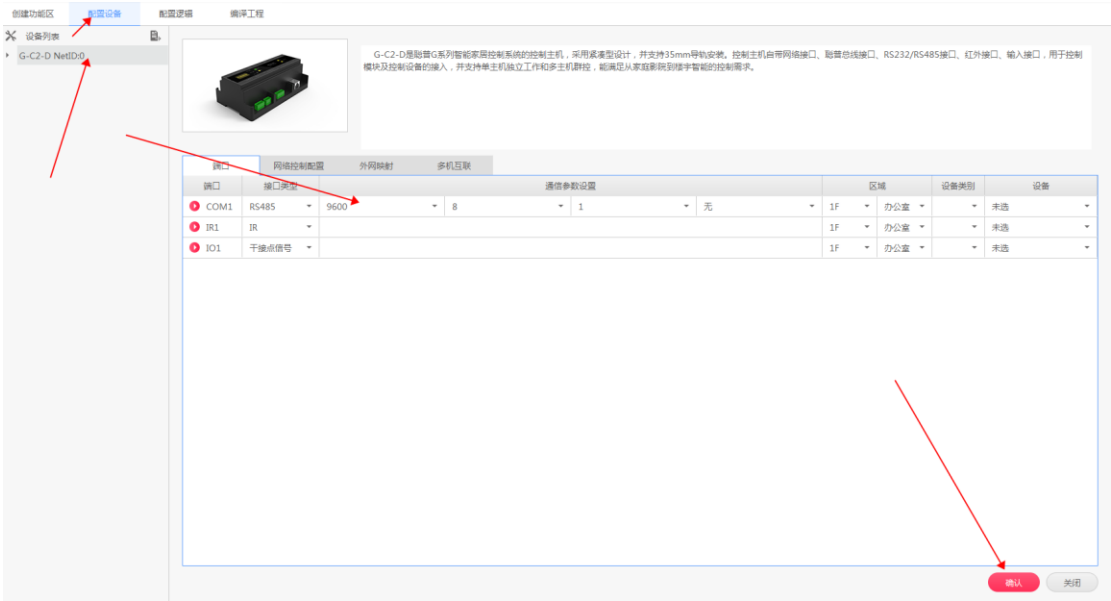 创建功能区 配置设备 配置逻辑 编译工程
设备列表
G-C2-D NetID:0
G-C2-D是聪普G系列智能家居控制系统的控制主机，采用紧凑型设计，并支持35mm导轨安装。控制主机自带网络接口、聪普总线接口、RS232/RS485接口、红外接口、输入接口，用于控制
模块及控制设备的接入，并支持单主机独立工作和多主机群控，能满足从家庭影院到楼宇智能的控制需求。
端口 网络控制配置 外网映射 多机互联
端口 接口类型 通信参数设置 区域 设备类别 设备
COM1 RS485 9600 8 1 无 1F 办公室 未选
IR1 IR 1F 办公室 未选
IO1 干接点信号 1F 办公室 未选
确认 关闭